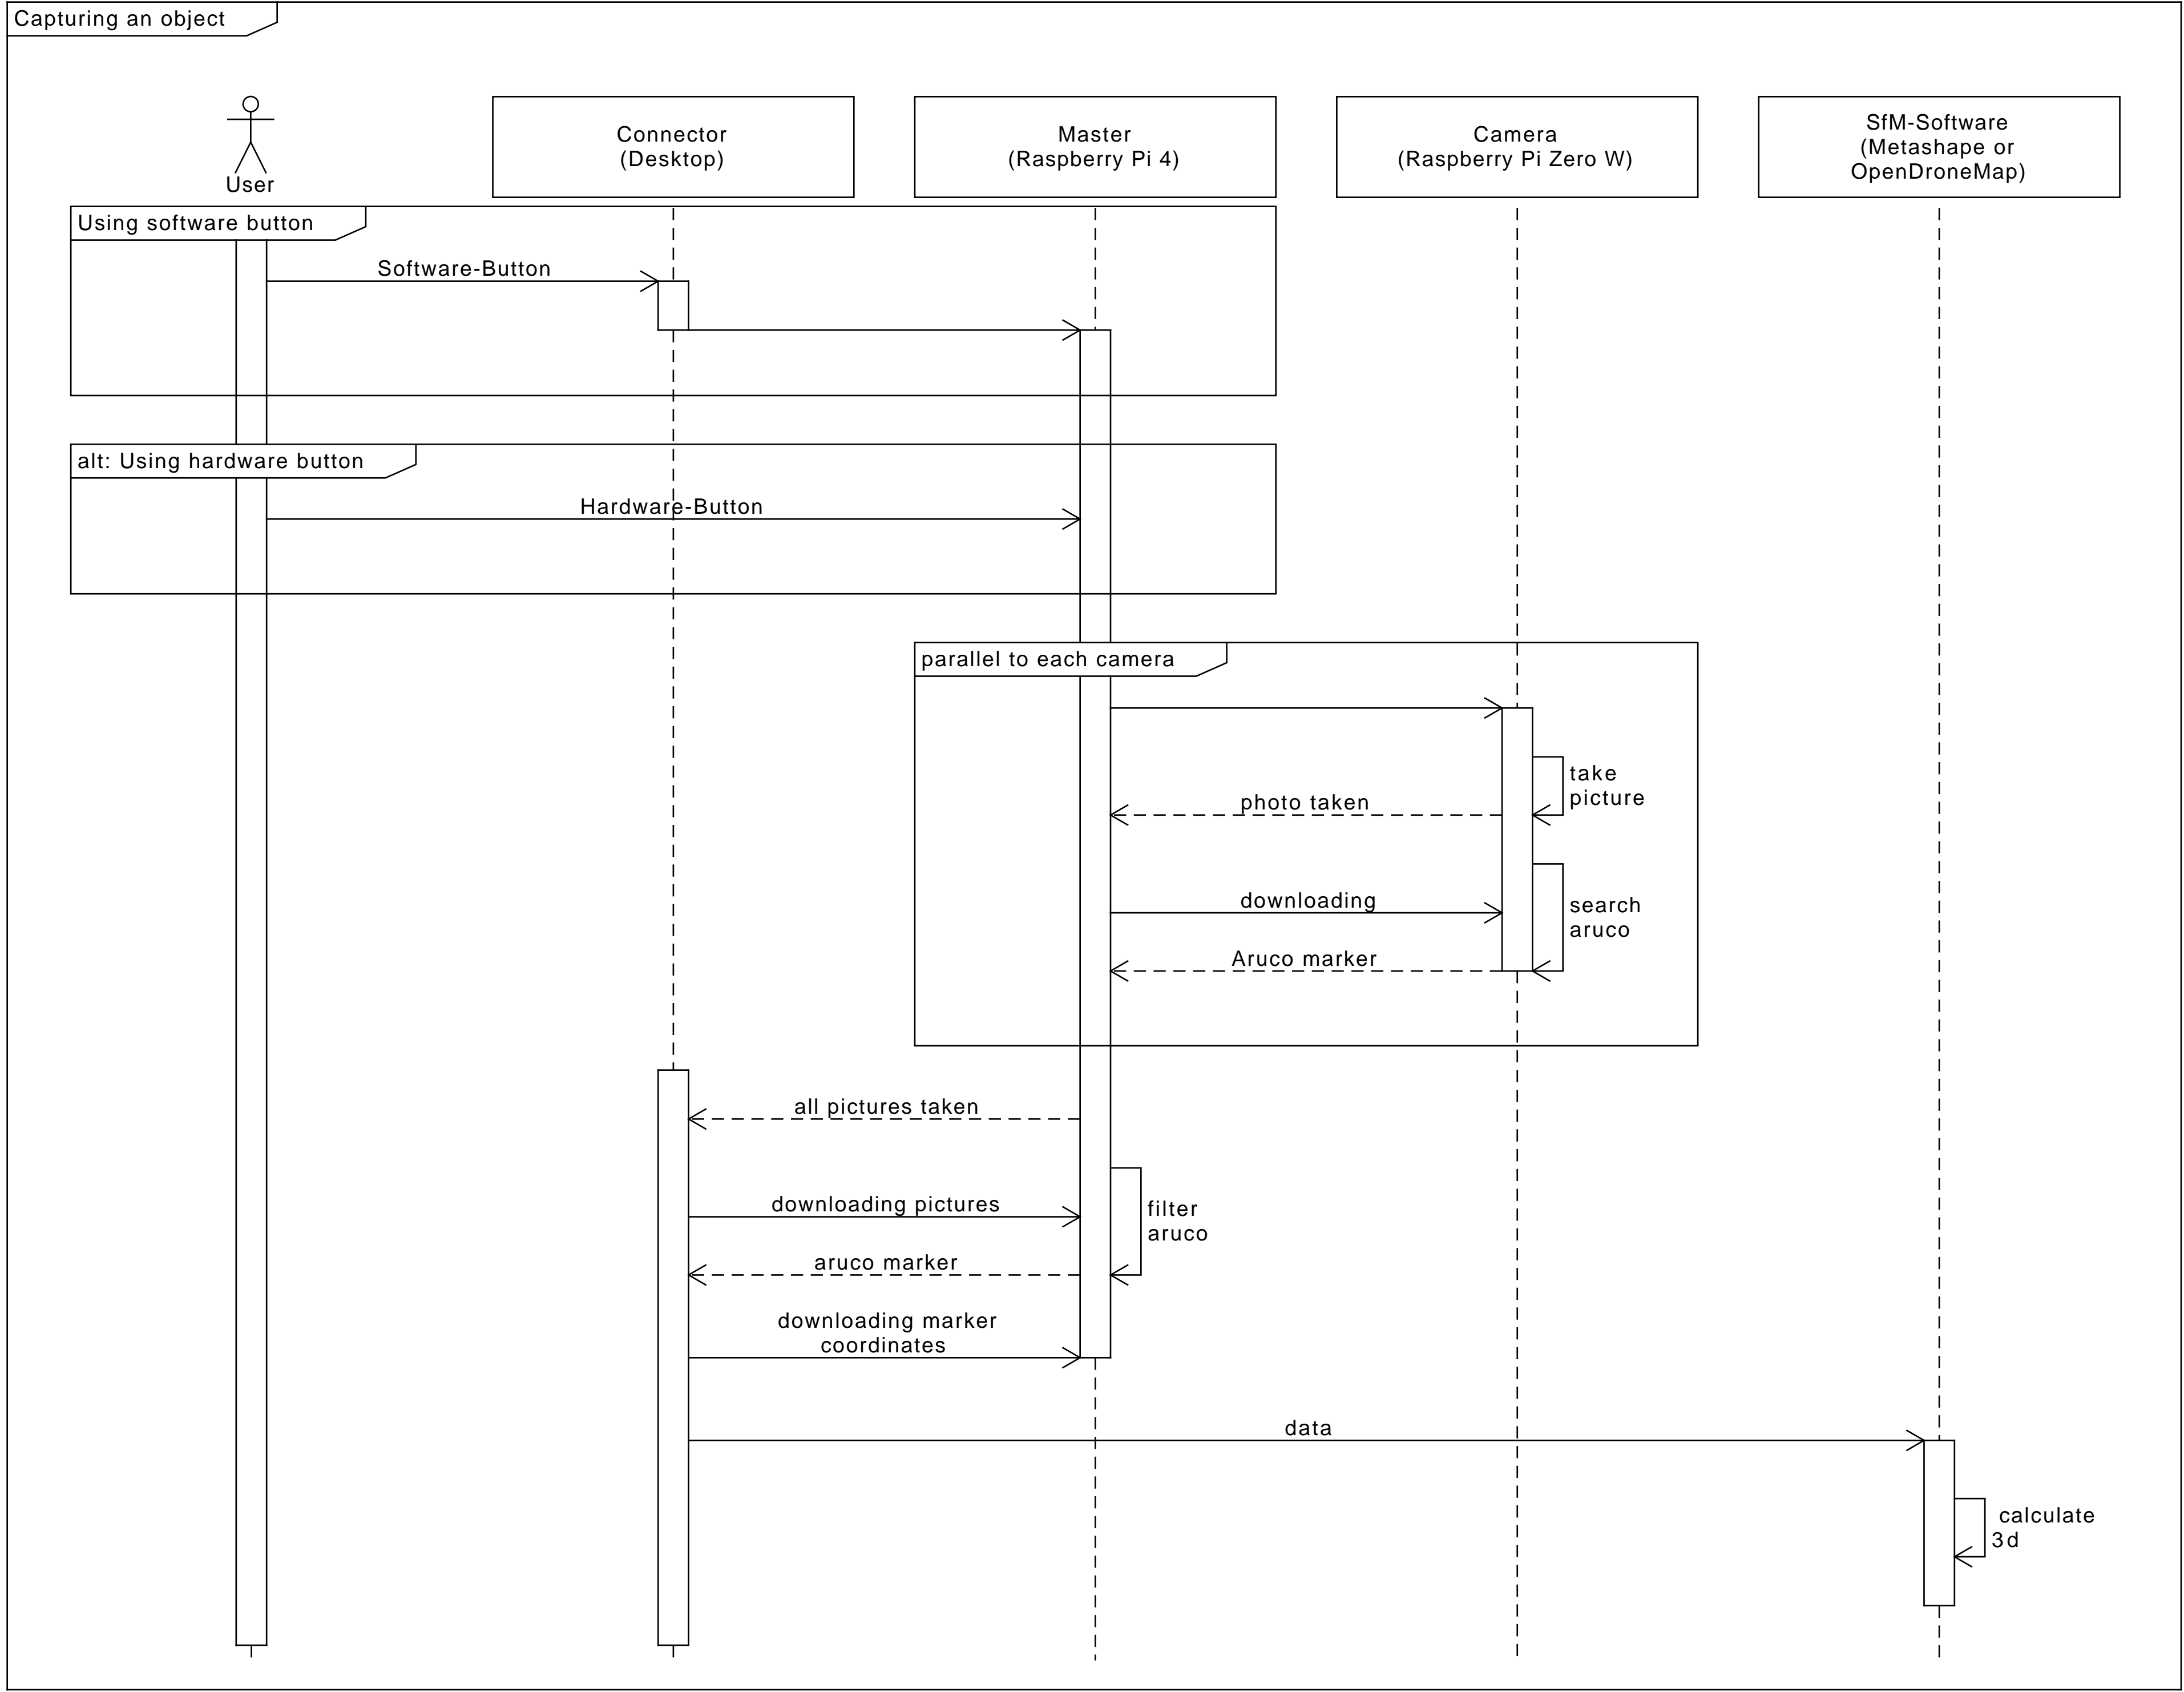 Capturing an object
User
Connector
(Desktop)
Master
(Raspberry Pi 4)
Camera
(Raspberry Pi Zero W)
SfM-Software
(Metashape or
OpenDroneMap)
Using software button
Software-Button
alt: Using hardware button
Hardware-Button
parallel to each camera
take
picture
photo taken
downloading
search
aruco
Aruco marker
all pictures taken
downloading pictures
filter
aruco
aruco marker
downloading marker
coordinates
data
calculate
3d